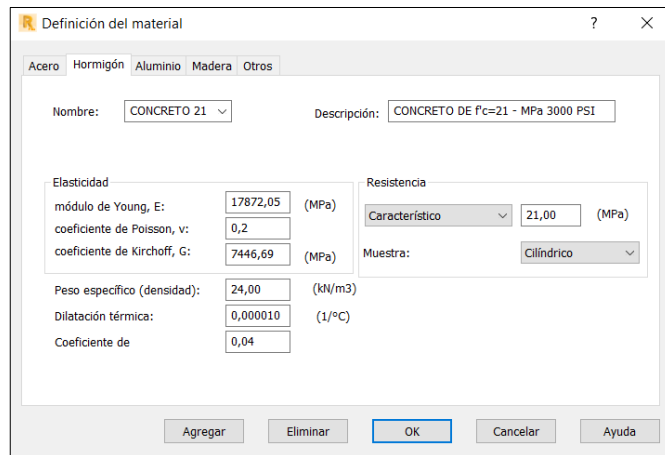 Definición del material ? X
Acero Hormigón Aluminio Madera Otros
Nombre: CONCRETO 21 Descripción: CONCRETO DE f'c=21 - MPa 3000 PSI
Elasticidad Resistencia
módulo de Young, E: 17872,05 (MPa) Característico 21,00 (MPa)
coeficiente de Poisson, v: 0,2
coeficiente de Kirchoff, G: 7446,69 (MPa) Muestra: Cilíndrico
Peso específico (densidad): 24,00 (kN/m3)
Dilatación térmica: 0,000010 (1/°C)
Coeficiente de 0,04
Agregar Eliminar OK Cancelar Ayuda